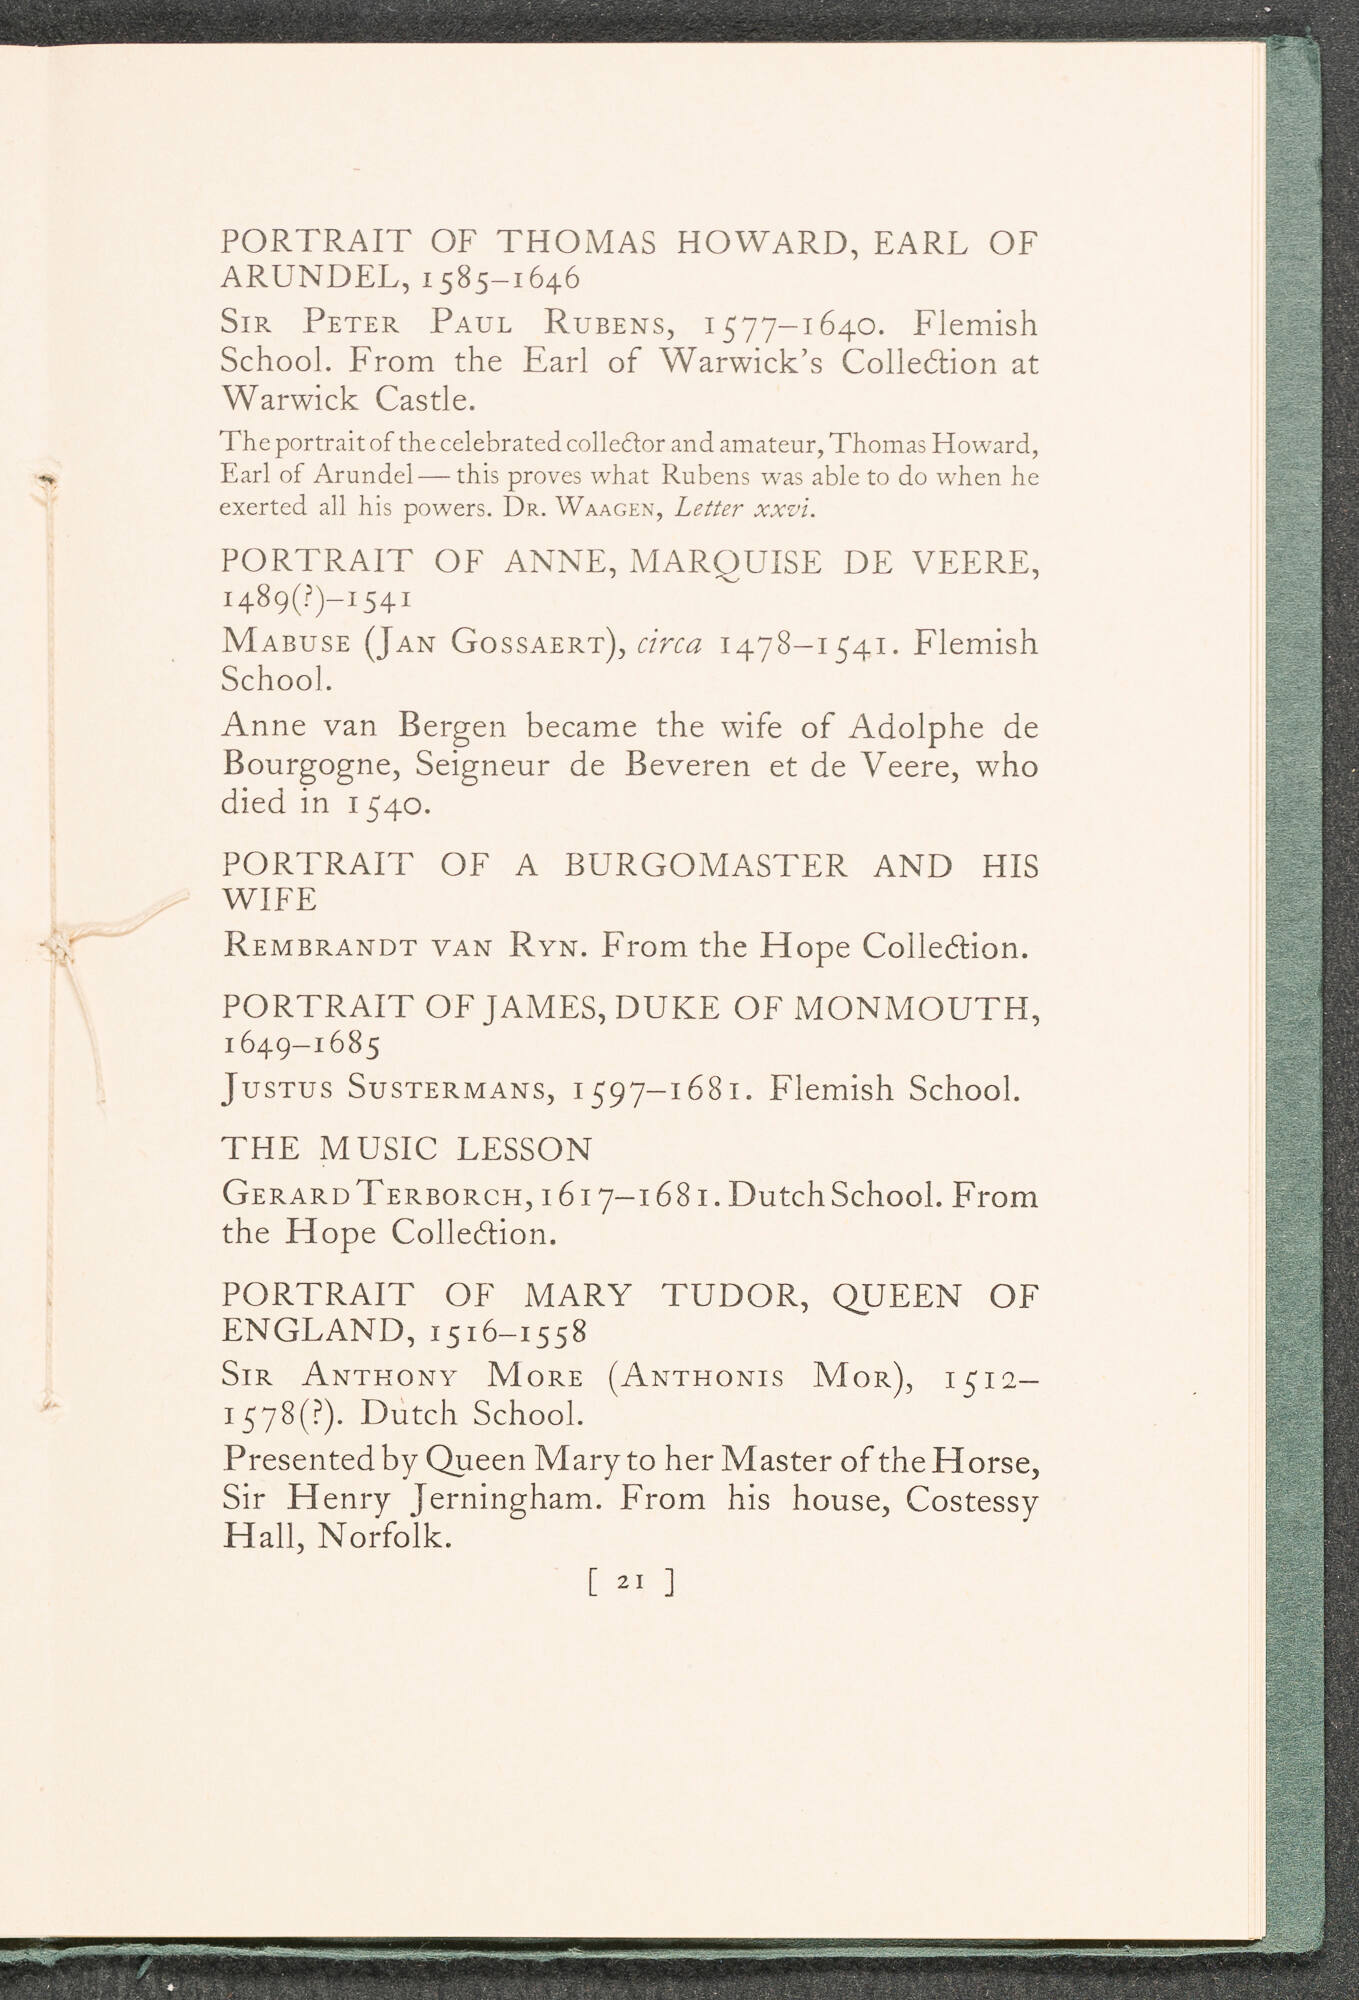 PORTRAIT OF THOMAS HOWARD, EARL OF
ARUNDEL, 1585–1646
SIR PETER PAUL RUBENS, 1577–1640. Flemish
School. From the Earl of Warwick's Collection at
Warwick Castle.
The portrait of the celebrated collector and amateur, Thomas Howard,
Earl of Arundel — this proves what Rubens was able to do when he
exerted all his powers. DR. WAAGEN, Letter xxvi.
PORTRAIT OF ANNE, MARQUISE DE VEERE,
1489(?)–1541
MABUSE (JAN GOSSAERT), circa 1478–1541. Flemish
School.
Anne van Bergen became the wife of Adolphe de
Bourgogne, Seigneur de Beveren et de Veere, who
died in 1540.
PORTRAIT OF A BURGOMASTER AND HIS
WIFE
REMBRANDT VAN RYN. From the Hope Collection.
PORTRAIT OF JAMES, DUKE OF MONMOUTH,
1649–1685
JUSTUS SUSTERMANS, 1597–1681. Flemish School.
THE MUSIC LESSON
GERARD TERBORCH, 1617–1681. Dutch School. From
the Hope Collection.
PORTRAIT OF MARY TUDOR, QUEEN OF
ENGLAND, 1516–1558
SIR ANTHONY MORE (ANTHONIS MOR), 1512–
1578(?). Dutch School.
Presented by Queen Mary to her Master of the Horse,
Sir Henry Jerningham. From his house, Costessy
Hall, Norfolk.
[ 21 ]